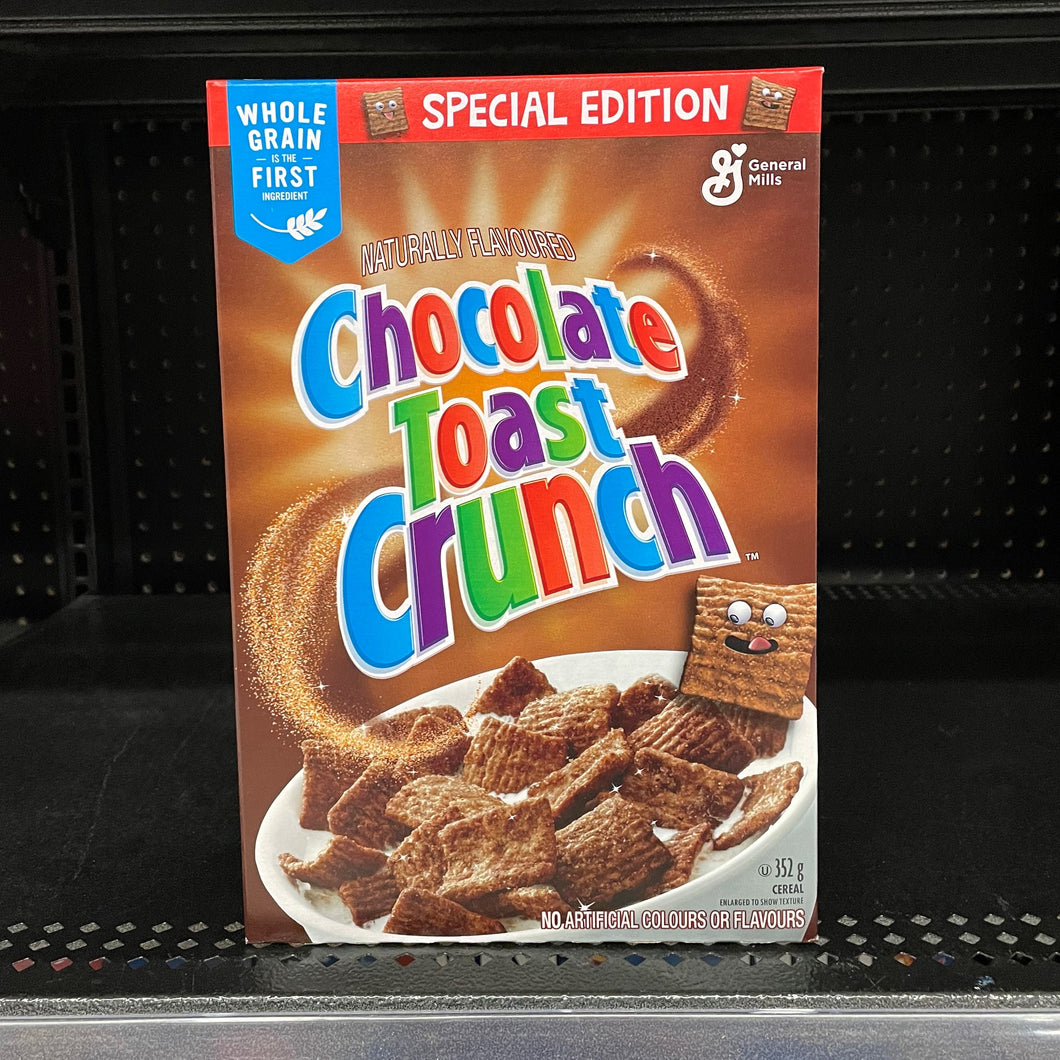 WHOLE
GRAIN
IS THE
FIRST
INGREDIENT
SPECIAL EDITION
General
Mills
NATURALLY FLAVOURED
Chocolate
Toast
Crunch
TM
U 352 g
CEREAL
ENLARGED TO SHOW TEXTURE
NO ARTIFICIAL COLOURS OR FLAVOURS